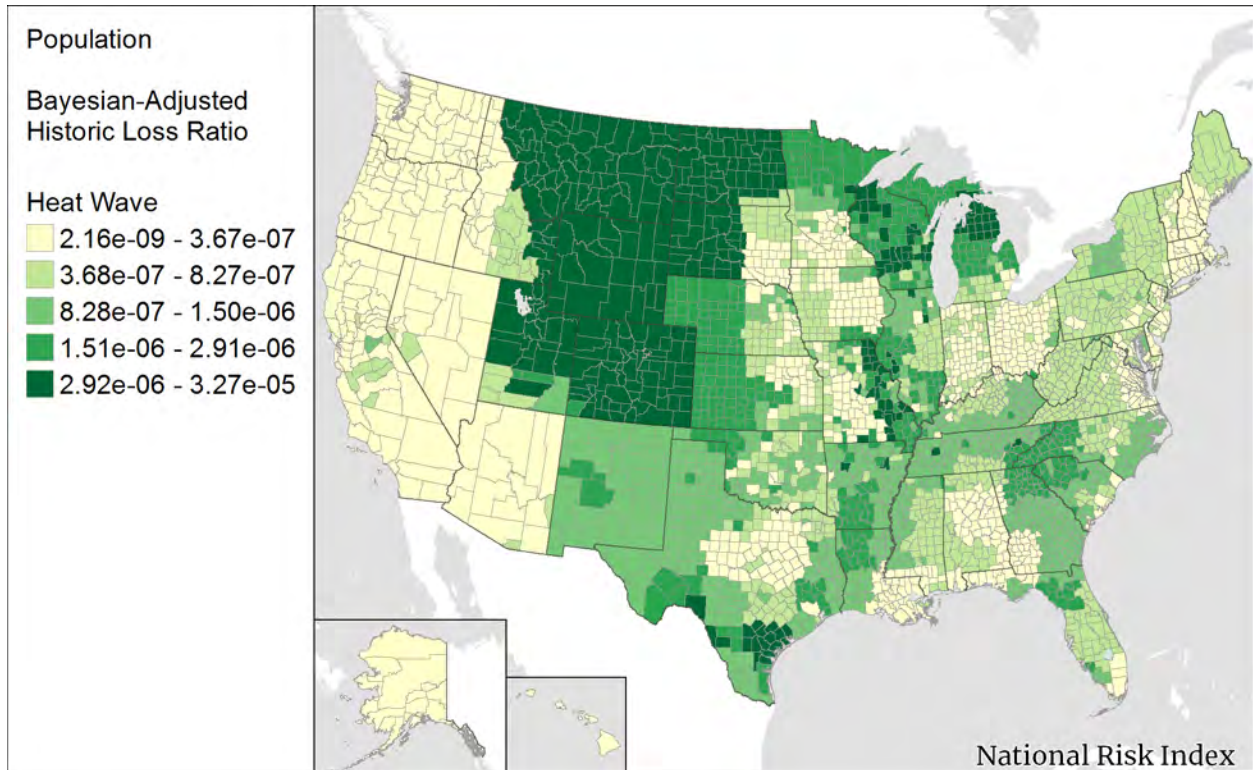 Population
Bayesian-Adjusted
Historic Loss Ratio
Heat Wave
2.16e-09 - 3.67e-07
3.68e-07 - 8.27e-07
8.28e-07 - 1.50e-06
1.51e-06 - 2.91e-06
2.92e-06 - 3.27e-05
National Risk Index